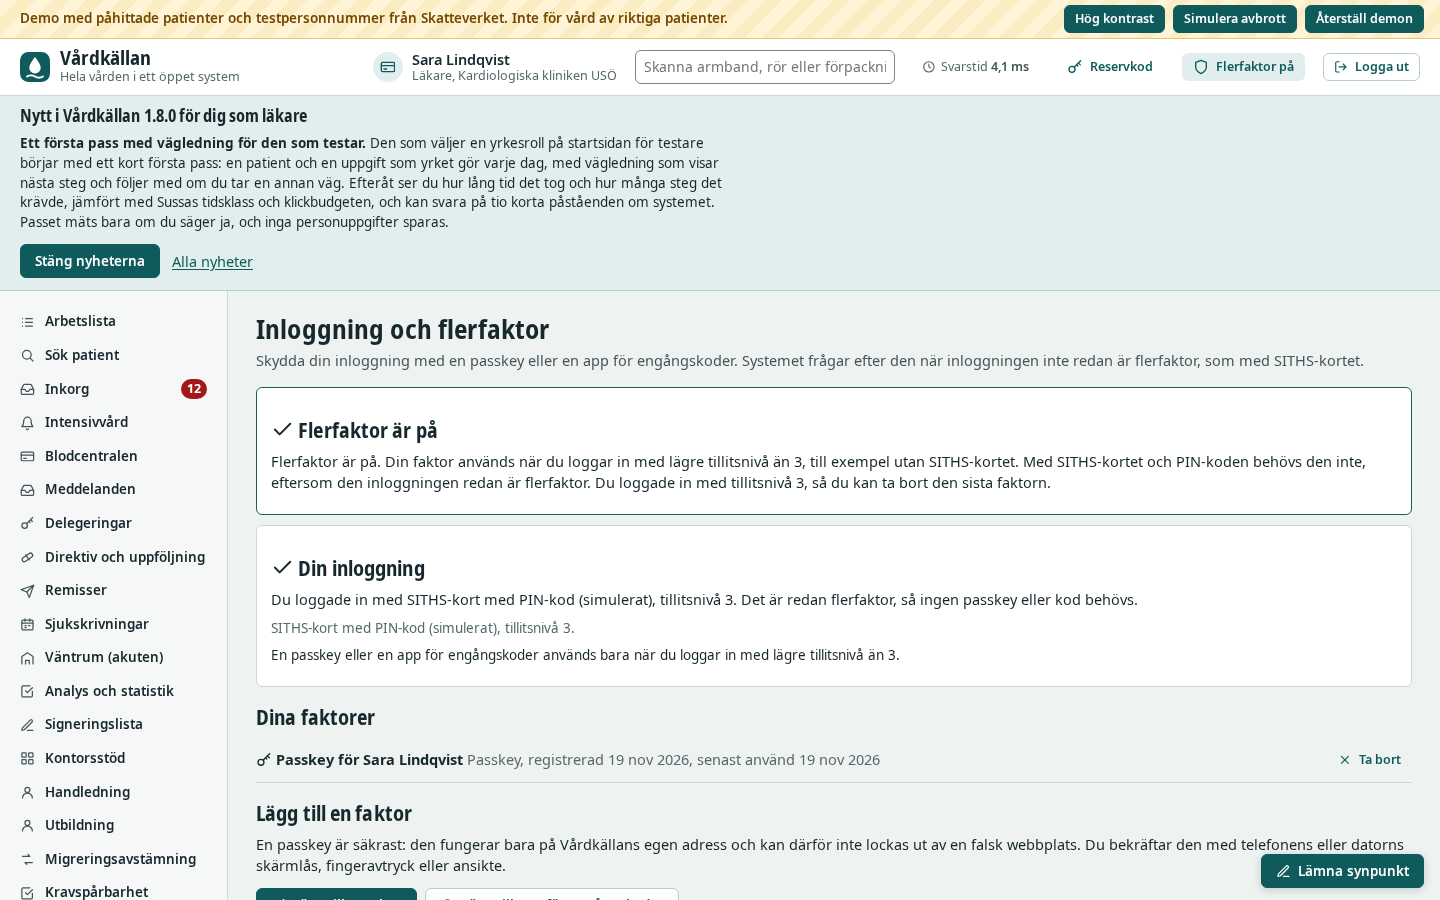 Demo med påhittade patienter och testpersonnummer från Skatteverket. Inte för vård av riktiga patienter.
Hög kontrast
Simulera avbrott
Återställ demon
Vårdkällan
Hela vården i ett öppet system
Sara Lindqvist
Läkare, Kardiologiska kliniken USÖ
Skanna armband, rör eller förpackni
Svarstid 4,1 ms
Reservkod
Flerfaktor på
Logga ut
Nytt i Vårdkällan 1.8.0 för dig som läkare
Ett första pass med vägledning för den som testar. Den som väljer en yrkesroll på startsidan för testare
börjar med ett kort första pass: en patient och en uppgift som yrket gör varje dag, med vägledning som visar
nästa steg och följer med om du tar en annan väg. Efteråt ser du hur lång tid det tog och hur många steg det
krävde, jämfört med Sussas tidsklass och klickbudgeten, och kan svara på tio korta påståenden om systemet.
Passet mäts bara om du säger ja, och inga personuppgifter sparas.
Stäng nyheterna
Alla nyheter
Arbetslista
Sök patient
Inkorg
12
Intensivvård
Blodcentralen
Meddelanden
Delegeringar
Direktiv och uppföljning
Remisser
Sjukskrivningar
Väntrum (akuten)
Analys och statistik
Signeringslista
Kontorsstöd
Handledning
Utbildning
Migreringsavstämning
Kravspårbarhet
Inloggning och flerfaktor
Skydda din inloggning med en passkey eller en app för engångskoder. Systemet frågar efter den när inloggningen inte redan är flerfaktor, som med SITHS-kortet.
Flerfaktor är på
Flerfaktor är på. Din faktor används när du loggar in med lägre tillitsnivå än 3, till exempel utan SITHS-kortet. Med SITHS-kortet och PIN-koden behövs den inte,
eftersom den inloggningen redan är flerfaktor. Du loggade in med tillitsnivå 3, så du kan ta bort den sista faktorn.
Din inloggning
Du loggade in med SITHS-kort med PIN-kod (simulerat), tillitsnivå 3. Det är redan flerfaktor, så ingen passkey eller kod behövs.
SITHS-kort med PIN-kod (simulerat), tillitsnivå 3.
En passkey eller en app för engångskoder används bara när du loggar in med lägre tillitsnivå än 3.
Dina faktorer
Passkey för Sara Lindqvist Passkey, registrerad 19 nov 2026, senast använd 19 nov 2026
Ta bort
Lägg till en faktor
En passkey är säkrast: den fungerar bara på Vårdkällans egen adress och kan därför inte lockas ut av en falsk webbplats. Du bekräftar den med telefonens eller datorns
skärmlås, fingeravtryck eller ansikte.
Lämna synpunkt